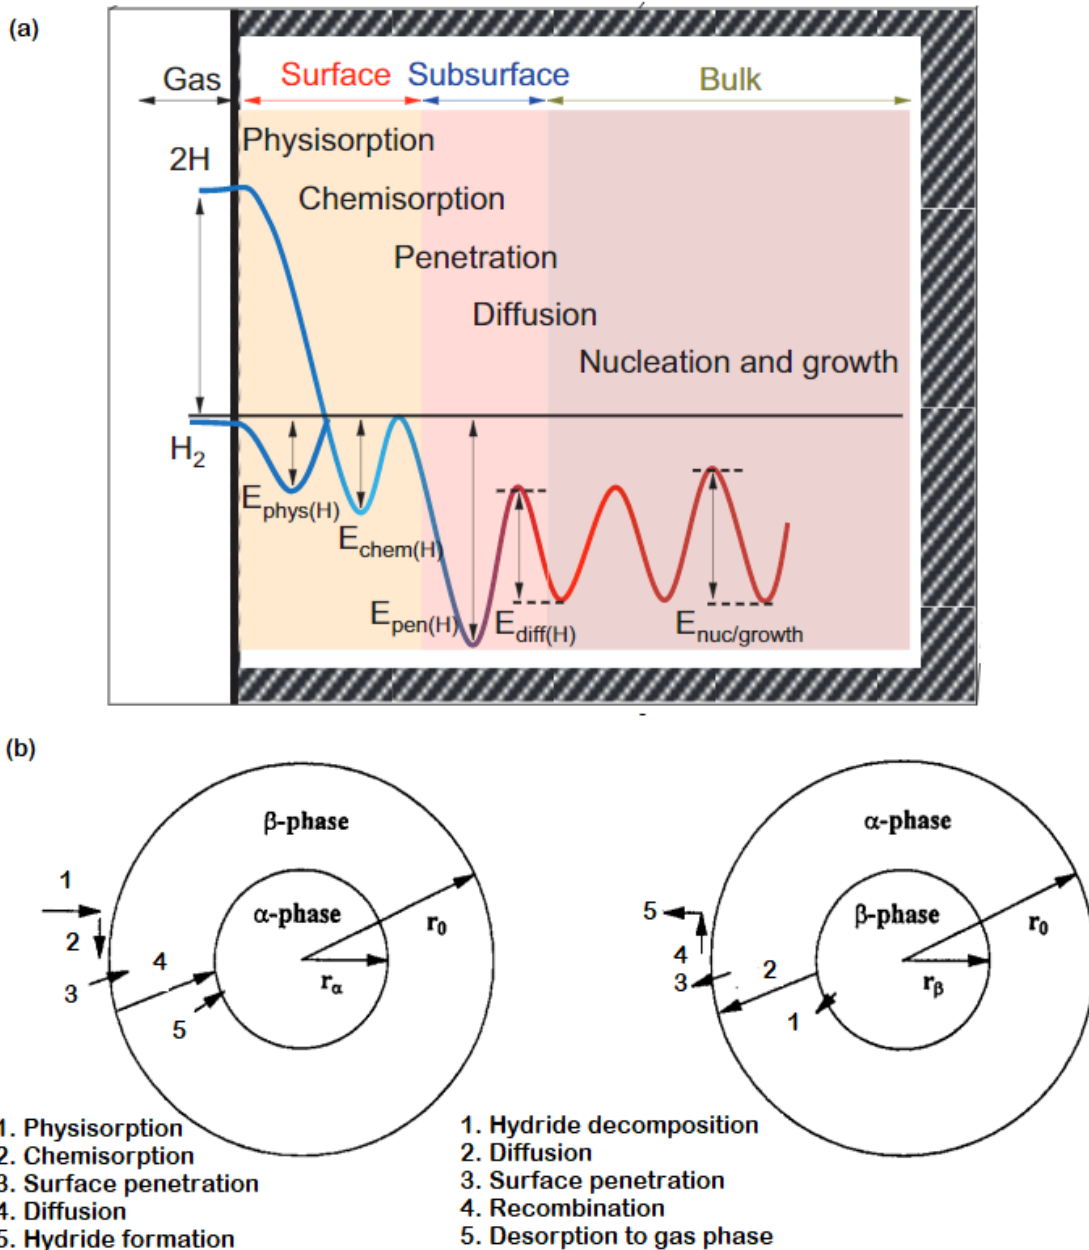 (a)
Gas Surface Subsurface Bulk
Physisorption
2H
Chemisorption
Penetration
Diffusion
Nucleation and growth
H2
Ephys(H)
Echem(H)
Epen(H) Ediff(H) Enuc/growth
(b)
β-phase
α-phase
r0
rα
1
2
3
4
5
α-phase
β-phase
r0
rβ
5
4
3
2
1
1. Physisorption
2. Chemisorption
3. Surface penetration
4. Diffusion
5. Hydride formation
1. Hydride decomposition
2. Diffusion
3. Surface penetration
4. Recombination
5. Desorption to gas phase